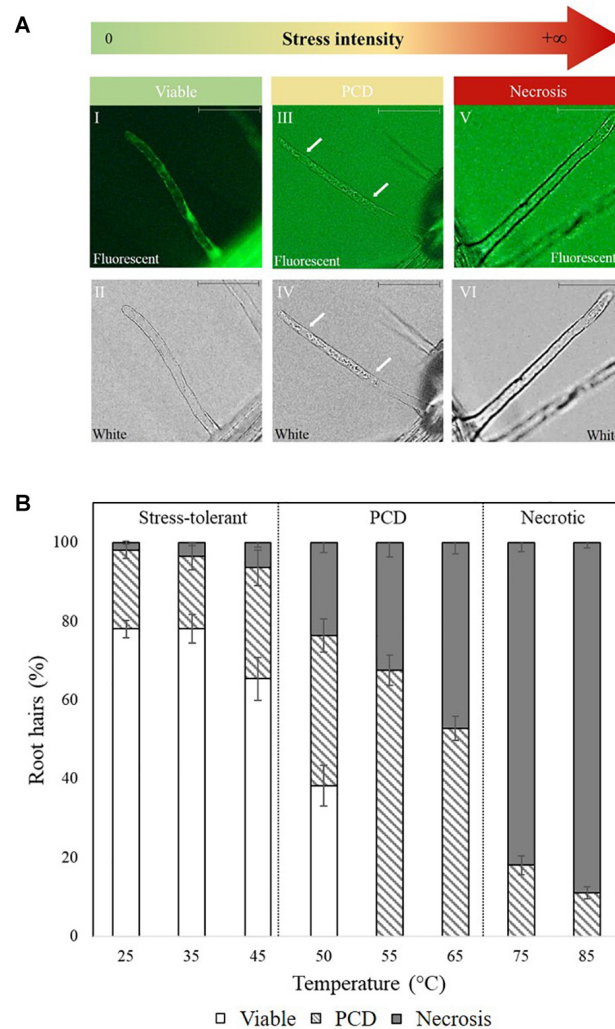 A
0 Stress intensity +∞
Viable PCD Necrosis
I III V
Fluorescent Fluorescent Fluorescent
II IV VI
White White White
B
Stress-tolerant PCD Necrotic
100
80
60
40
20
0
Root hairs (%)
25 35 45 50 55 65 75 85
Temperature (°C)
Viable PCD Necrosis